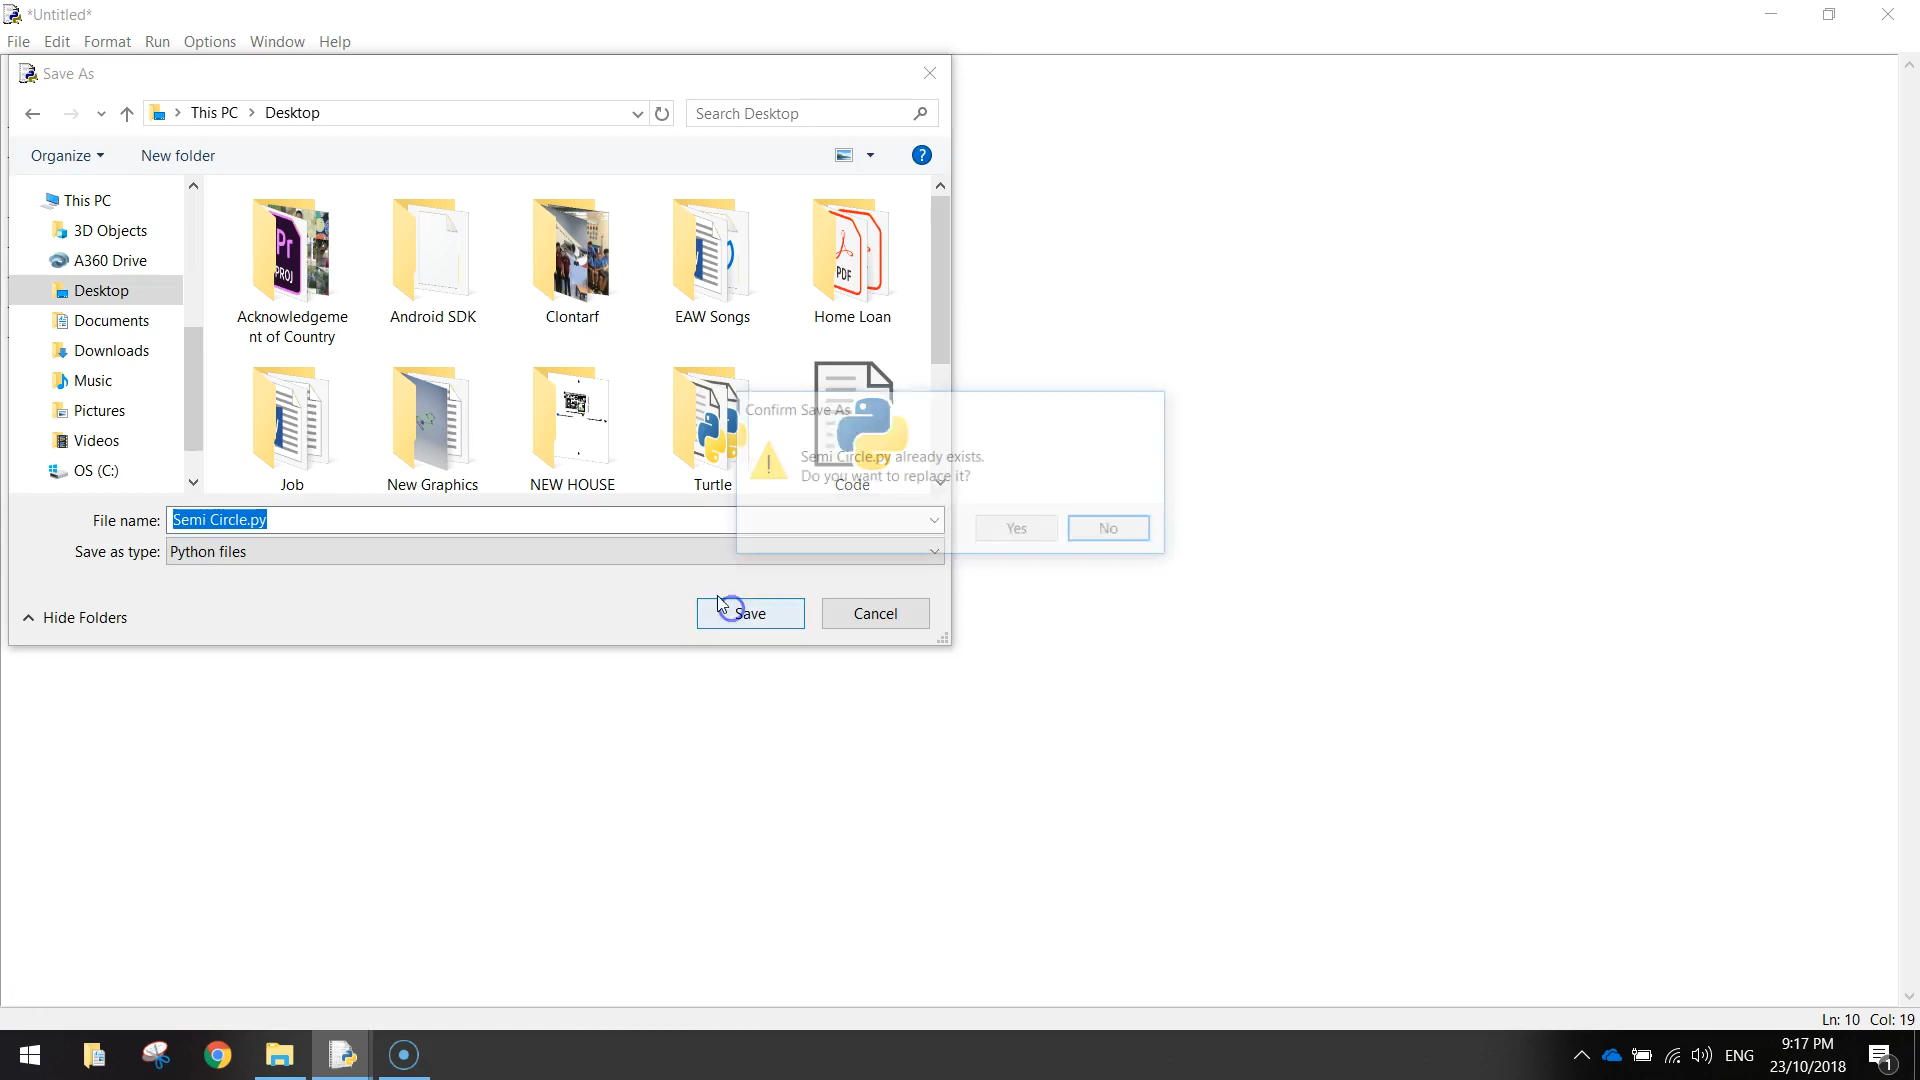 *Untitled*
File Edit Format Run Options Window Help
Save As
This PC Desktop
Search Desktop
Organize New folder
This PC
3D Objects
A360 Drive
Desktop
Documents
Downloads
Music
Pictures
Videos
OS (C:)
Pr
PROJ
PDF
Acknowledgeme
nt of Country
Android SDK
Clontarf
EAW Songs
Home Loan
Job
New Graphics
NEW HOUSE
Turtle
Code
Confirm Save As
Semi Circle.py already exists.
Do you want to replace it?
Yes No
File name: Semi Circle.py
Save as type: Python files
Hide Folders
Save Cancel
Ln: 10 Col: 19
ENG
9:17 PM
23/10/2018
1